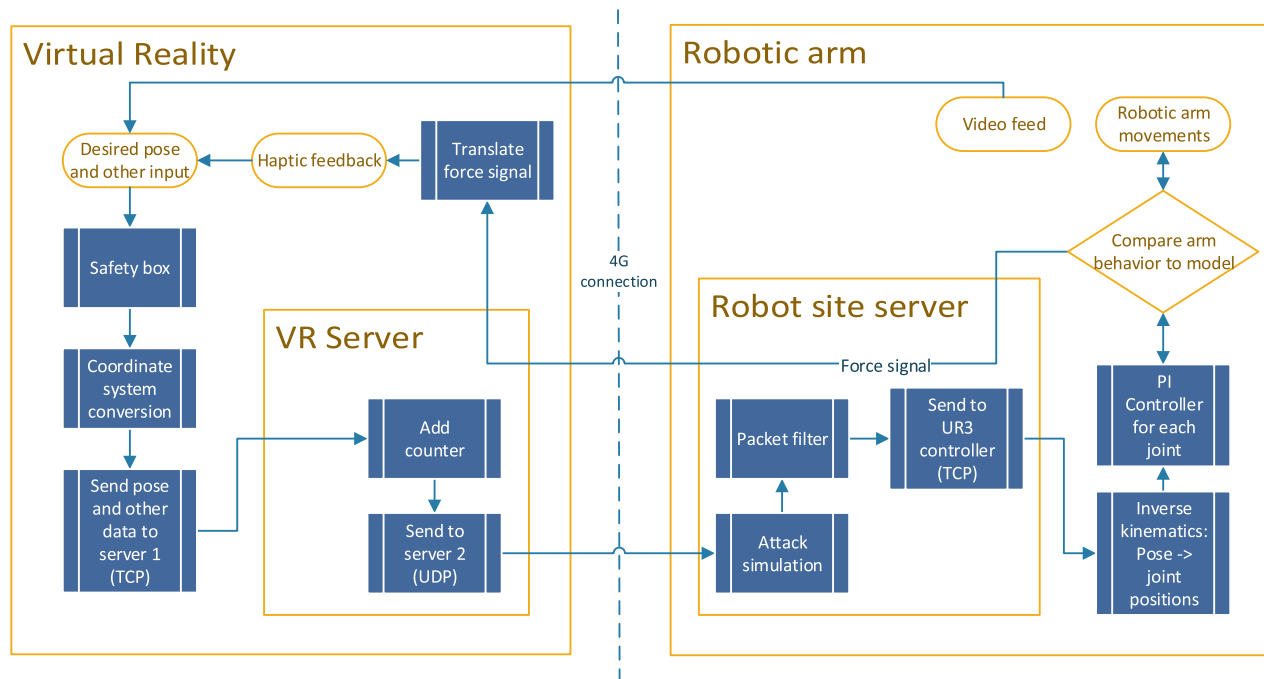 Virtual Reality
Desired pose
and other input
Haptic feedback
Translate
force signal
Safety box
Coordinate
system
conversion
Send pose
and other
data to
server 1
(TCP)
VR Server
Add
counter
Send to
server 2
(UDP)
4G
connection
Robotic arm
Video feed
Robotic arm
movements
Compare arm
behavior to model
Robot site server
Force signal
Packet filter
Send to
UR3
controller
(TCP)
Attack
simulation
PI
Controller
for each
joint
Inverse
kinematics:
Pose ->
joint
positions